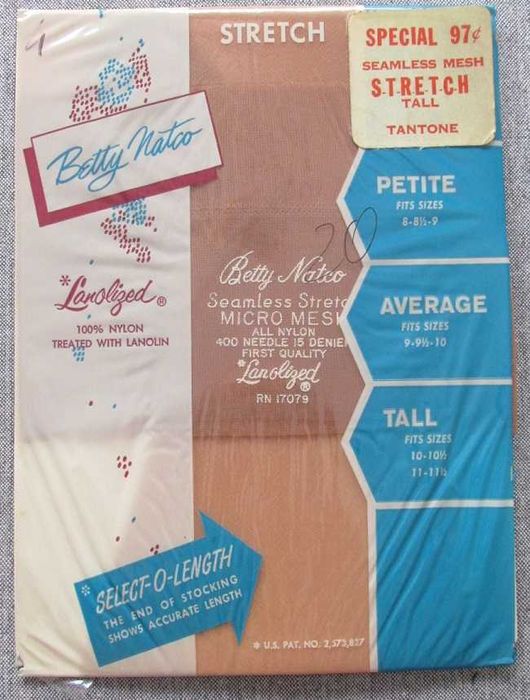 STRETCH
SPECIAL 97¢
SEAMLESS MESH
S-T-R-E-T-C-H
TALL
TANTONE
Betty Natco
*Lanolized®
100% NYLON
TREATED WITH LANOLIN
20
Betty Natco
Seamless Stretc
MICRO MESH
ALL NYLON
400 NEEDLE 15 DENIER
FIRST QUALITY
*Lanolized®
RN 17079
PETITE
FITS SIZES
8-8½-9
AVERAGE
FITS SIZES
9-9½-10
TALL
FITS SIZES
10-10½
11-11½
* SELECT-O-LENGTH
THE END OF STOCKING
SHOWS ACCURATE LENGTH
* U.S. PAT. NO. 2,573,827